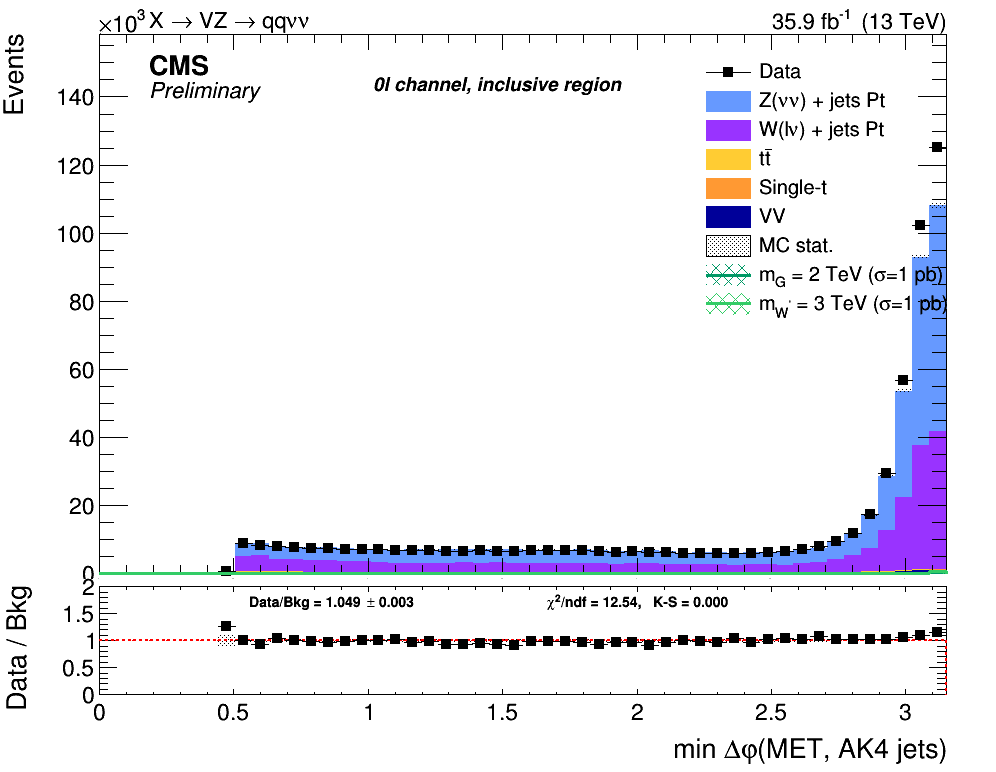 ×10³ X → VZ → qqνν 35.9 fb⁻¹ (13 TeV)
Events
CMS
Preliminary
0l channel, inclusive region
Data
Z(νν) + jets Pt
W(lν) + jets Pt
tt̄
Single-t
VV
MC stat.
m_G = 2 TeV (σ=1 pb)
m_W' = 3 TeV (σ=1 pb)
140
120
100
80
60
40
20
0
Data / Bkg
2
1.5
1
0.5
0
Data/Bkg = 1.049 ± 0.003 χ²/ndf = 12.54, K-S = 0.000
0 0.5 1 1.5 2 2.5 3
min Δφ(MET, AK4 jets)